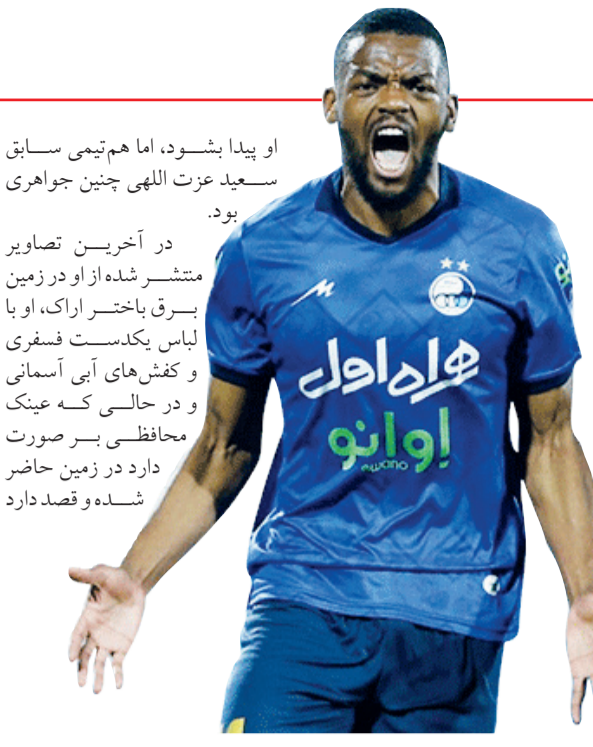 او پیدا بشود، اما هم‌تیمی سابق
سعید عزت اللهی چنین جواهری
بود.
در آخرین تصاویر
منتشر شده از او در زمین
برق باختر اراک، او با
لباس یکدست فسفری
و کفش‌های آبی آسمانی
و در حالی که عینک
محافظی بر صورت
دارد در زمین حاضر
شده و قصد دارد
همراه اول
اوانو
ewano